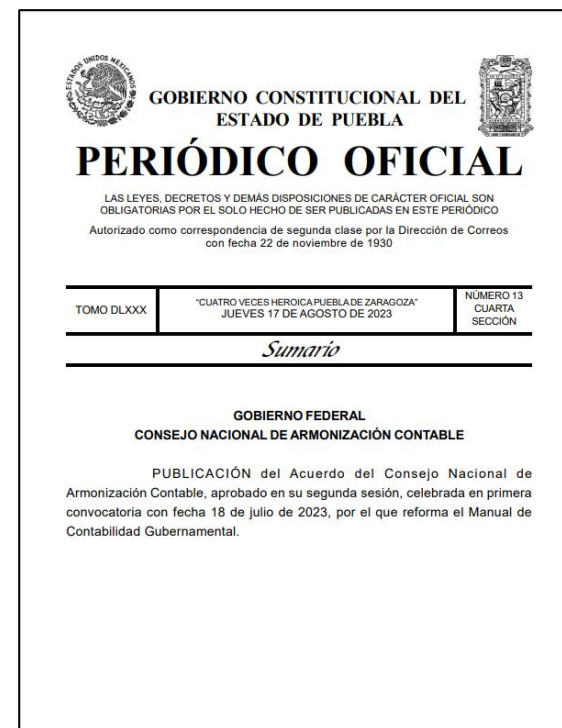 ESTADOS UNIDOS MEXICANOS
GOBIERNO CONSTITUCIONAL DEL
ESTADO DE PUEBLA
PERIÓDICO OFICIAL
LAS LEYES, DECRETOS Y DEMÁS DISPOSICIONES DE CARÁCTER OFICIAL SON
OBLIGATORIAS POR EL SOLO HECHO DE SER PUBLICADAS EN ESTE PERIÓDICO
Autorizado como correspondencia de segunda clase por la Dirección de Correos
con fecha 22 de noviembre de 1930
TOMO DLXXX
"CUATRO VECES HEROICA PUEBLA DE ZARAGOZA"
JUEVES 17 DE AGOSTO DE 2023
NÚMERO 13
CUARTA
SECCIÓN
Sumario
GOBIERNO FEDERAL
CONSEJO NACIONAL DE ARMONIZACIÓN CONTABLE
PUBLICACIÓN del Acuerdo del Consejo Nacional de
Armonización Contable, aprobado en su segunda sesión, celebrada en primera
convocatoria con fecha 18 de julio de 2023, por el que reforma el Manual de
Contabilidad Gubernamental.